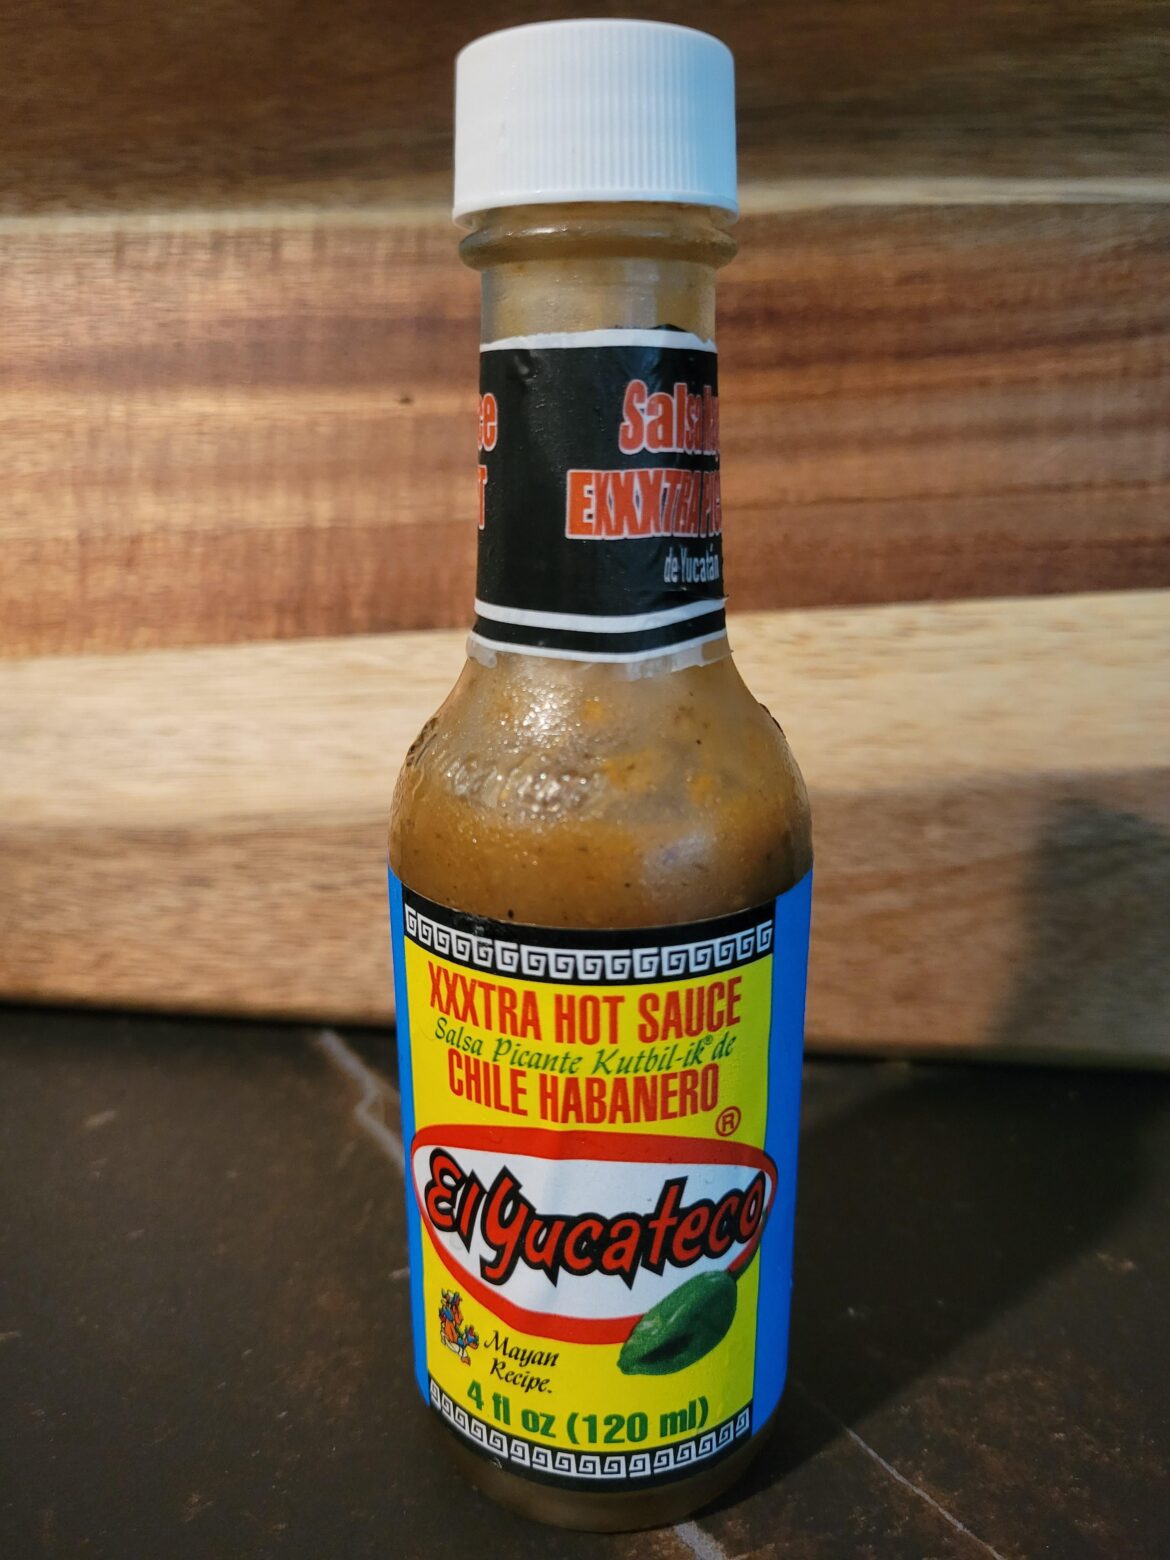 Salsa
EXXXTRA
de Yucatán
XXXTRA HOT SAUCE
Salsa Picante Kutbil-ik® de
CHILE HABANERO
®
El Yucateco
Mayan
Recipe.
4 fl oz (120 ml)